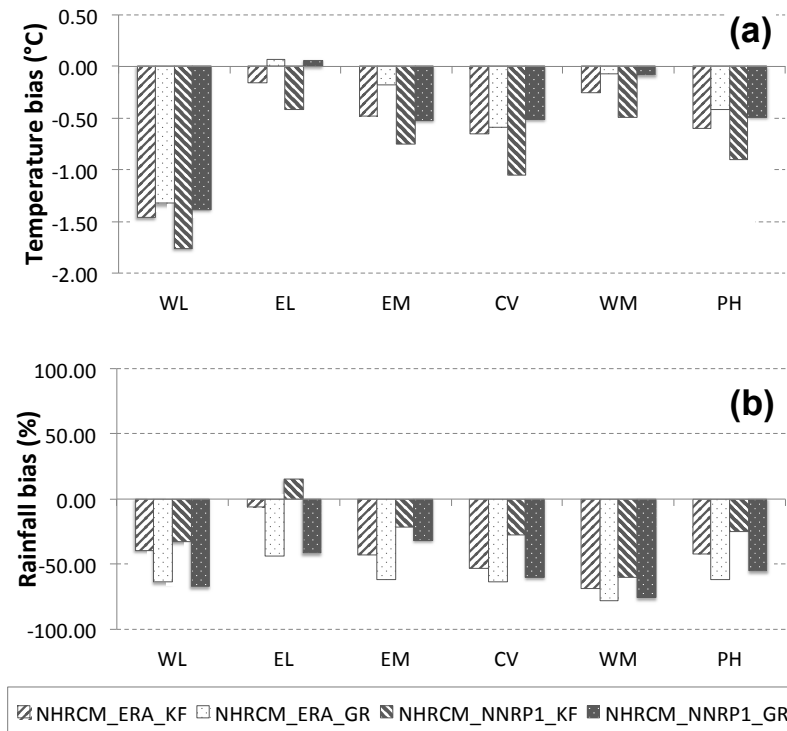 (a)
Temperature bias (°C)
0.50
0.00
-0.50
-1.00
-1.50
-2.00
WL EL EM CV WM PH
(b)
Rainfall bias (%)
100.00
50.00
0.00
-50.00
-100.00
WL EL EM CV WM PH
NHRCM_ERA_KF NHRCM_ERA_GR NHRCM_NNRP1_KF NHRCM_NNRP1_GR